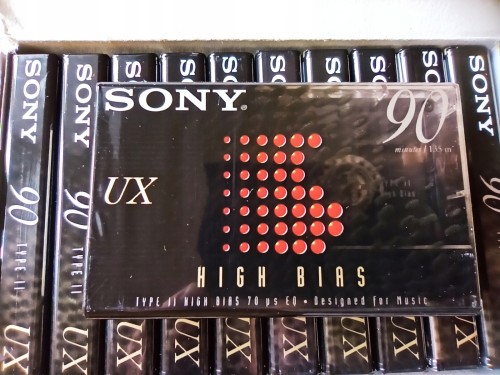 SONY®
90
minutes / 135 m
UX
HIGH BIAS
TYPE II HIGH BIAS 70 µs EQ • Designed for Music
SONY
SONY
SONY
SONY
SONY
SONY
SONY
SONY
SONY
SONY
90
TYPE II
UX
90
TYPE II
UX
90
UX
UX
UX
UX
UX
UX
UX
UX